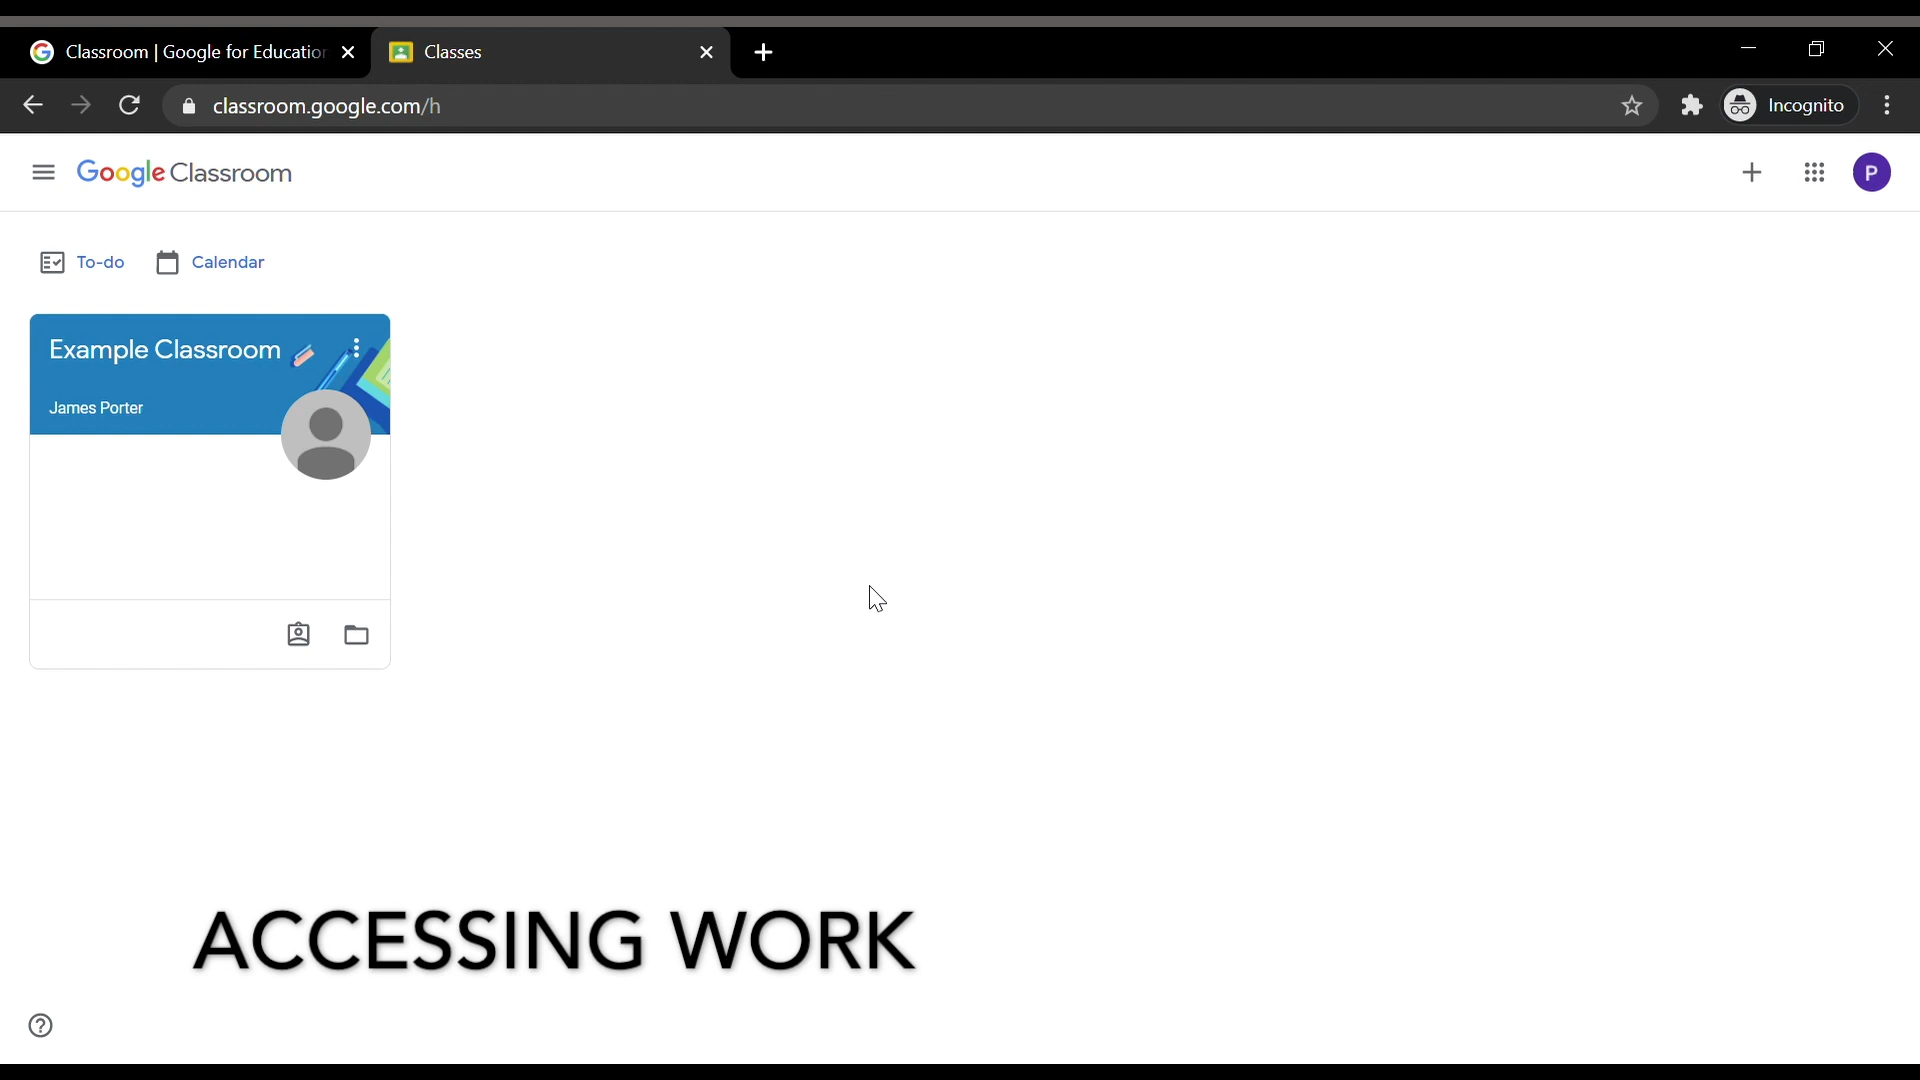 Classroom | Google for Education
Classes
classroom.google.com/h
Incognito
Google Classroom
P
To-do
Calendar
Example Classroom
James Porter
ACCESSING WORK